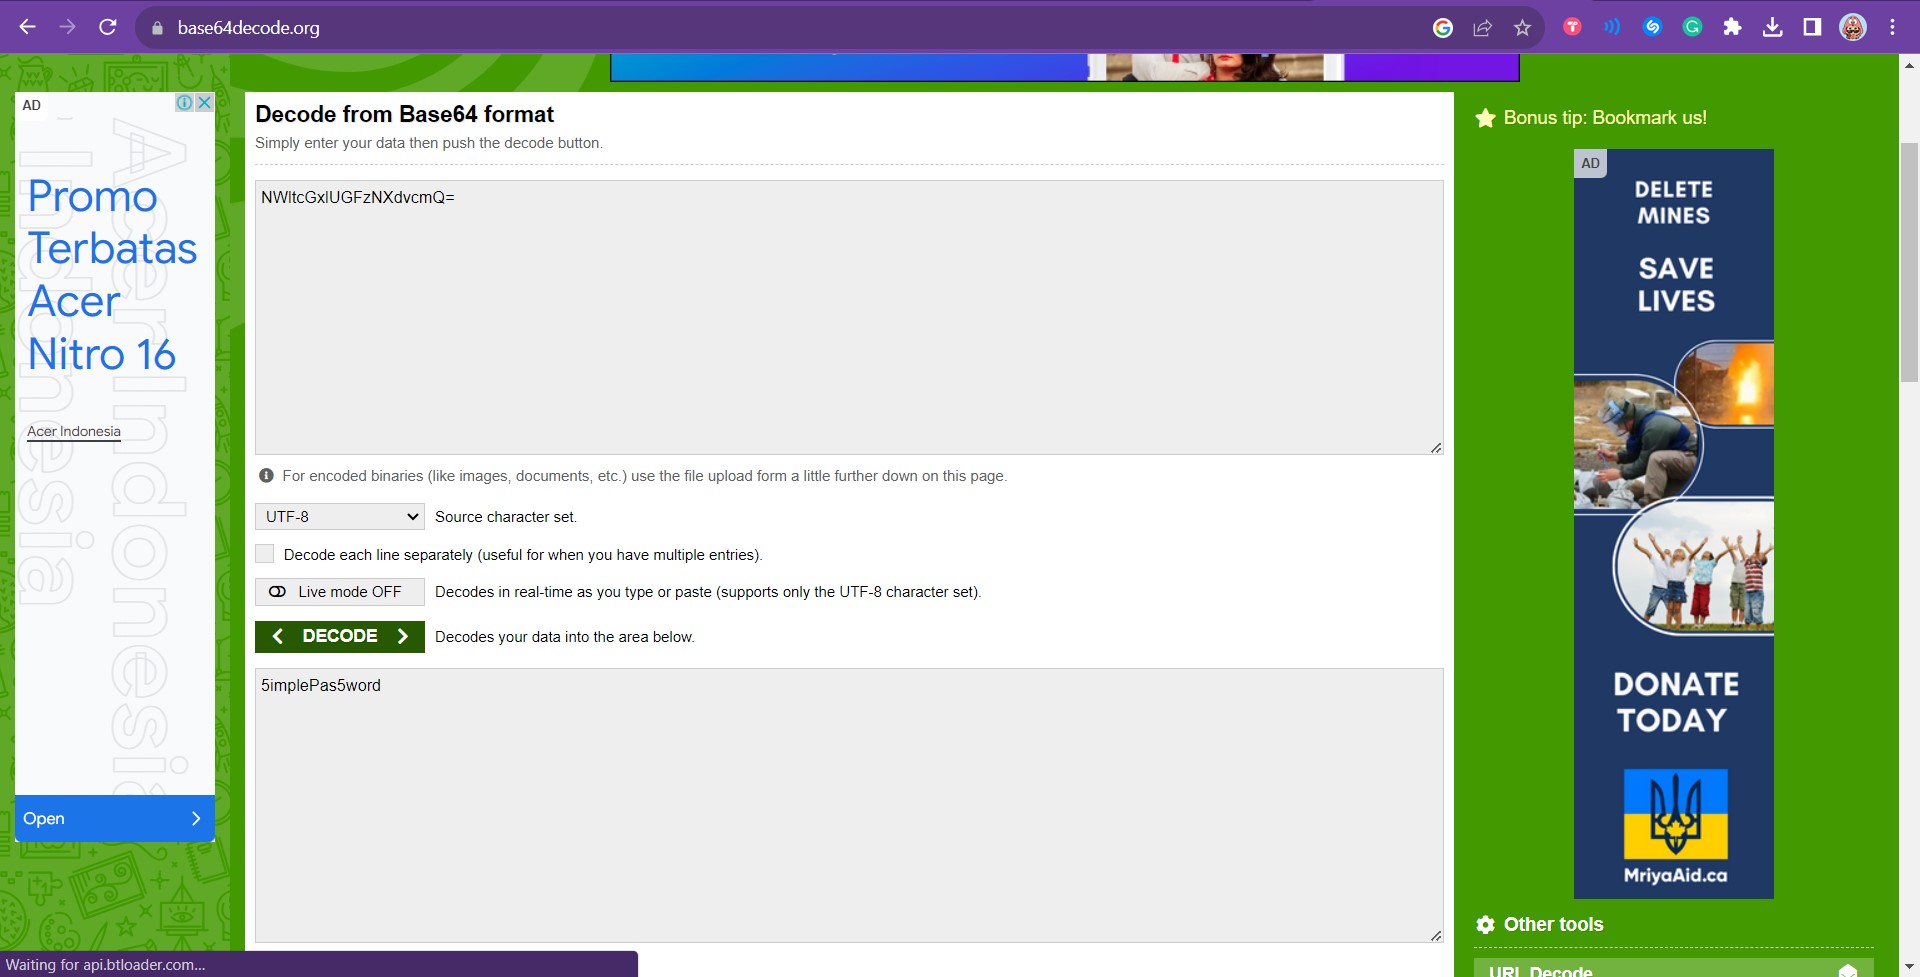 base64decode.org
AD
Promo
Terbatas
Acer
Nitro 16
Acer Indonesia
Acer Indonesia
Open
Decode from Base64 format
Simply enter your data then push the decode button.
NWltcGxlUGFzNXdvcmQ=
For encoded binaries (like images, documents, etc.) use the file upload form a little further down on this page.
UTF-8 Source character set.
Decode each line separately (useful for when you have multiple entries).
Live mode OFF Decodes in real-time as you type or paste (supports only the UTF-8 character set).
DECODE Decodes your data into the area below.
5implePas5word
Bonus tip: Bookmark us!
AD
DELETE
MINES
SAVE
LIVES
DONATE
TODAY
MriyaAid.ca
Other tools
URL Decode
Waiting for api.btloader.com...